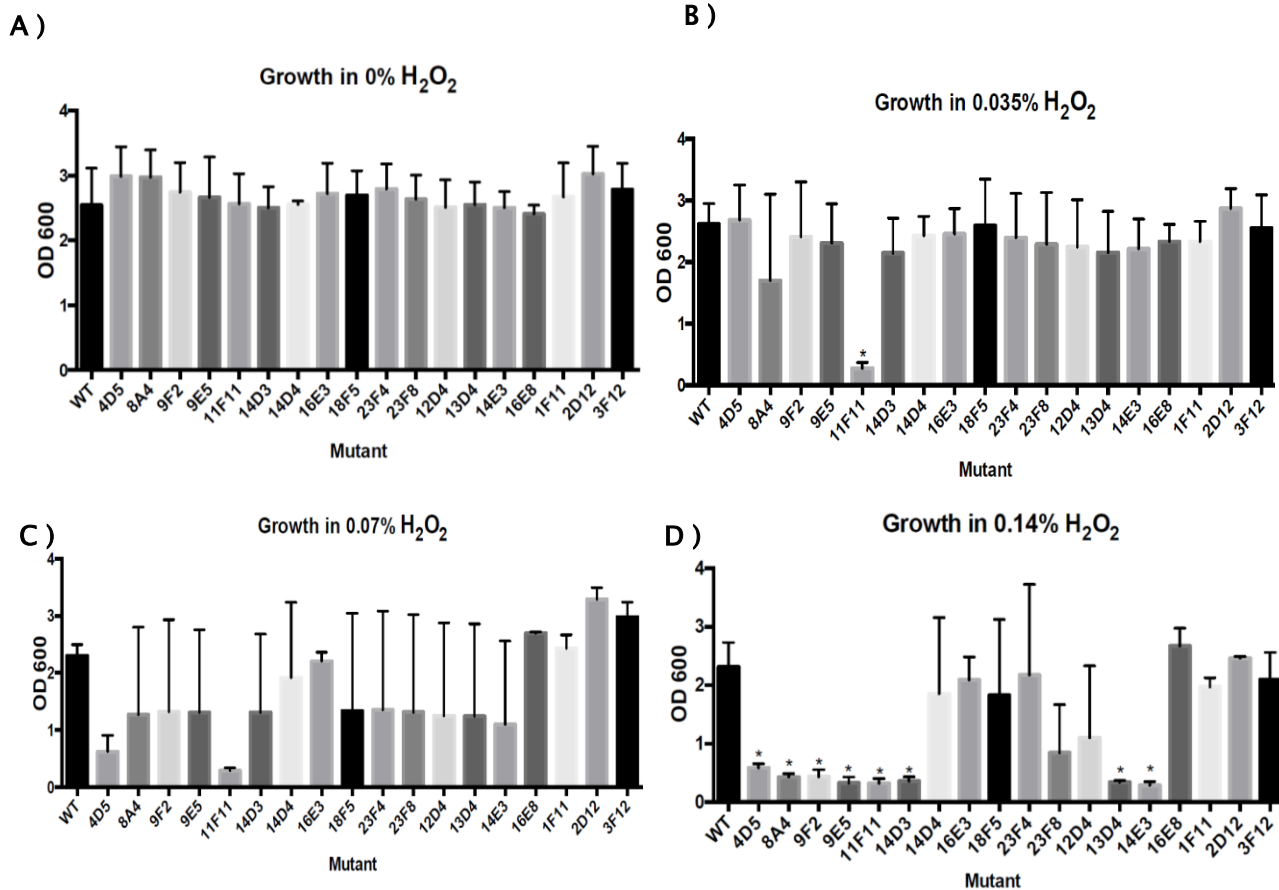 A )
Growth in 0% H2O2
4
3
2
1
0
OD 600
WT 4D5 8A4 9F2 9E5 11F11 14D3 14D4 16E3 18F5 23F4 23F8 12D4 13D4 14E3 16E8 1F11 2D12 3F12
Mutant
B )
Growth in 0.035% H2O2
4
3
2
1
0
OD 600
*
WT 4D5 8A4 9F2 9E5 11F11 14D3 14D4 16E3 18F5 23F4 23F8 12D4 13D4 14E3 16E8 1F11 2D12 3F12
Mutant
C )
Growth in 0.07% H2O2
4
3
2
1
0
OD 600
WT 4D5 8A4 9F2 9E5 11F11 14D3 14D4 16E3 18F5 23F4 23F8 12D4 13D4 14E3 16E8 1F11 2D12 3F12
Mutant
D )
Growth in 0.14% H2O2
4
3
2
1
0
OD 600
* * * * * * * *
WT 4D5 8A4 9F2 9E5 11F11 14D3 14D4 16E3 18F5 23F4 23F8 12D4 13D4 14E3 16E8 1F11 2D12 3F12
Mutant